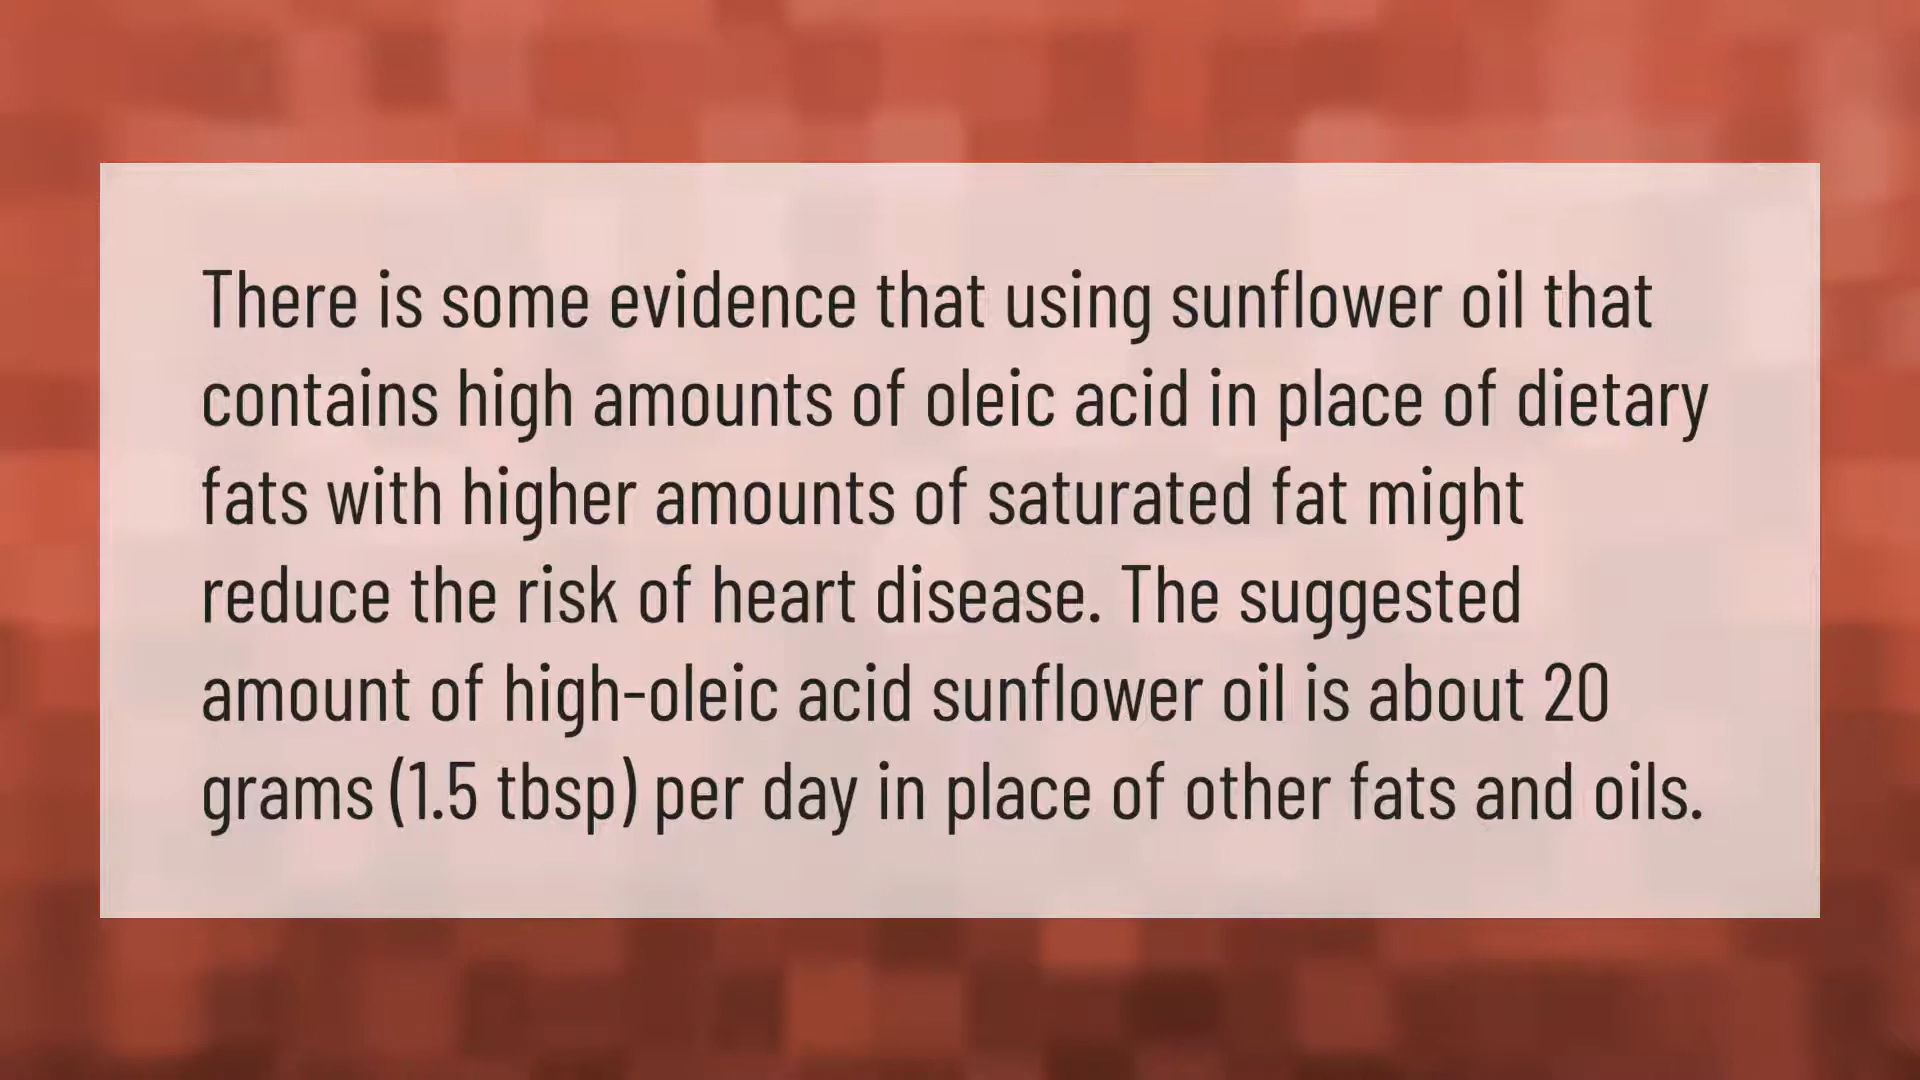 There is some evidence that using sunflower oil that
contains high amounts of oleic acid in place of dietary
fats with higher amounts of saturated fat might
reduce the risk of heart disease. The suggested
amount of high-oleic acid sunflower oil is about 20
grams (1.5 tbsp) per day in place of other fats and oils.